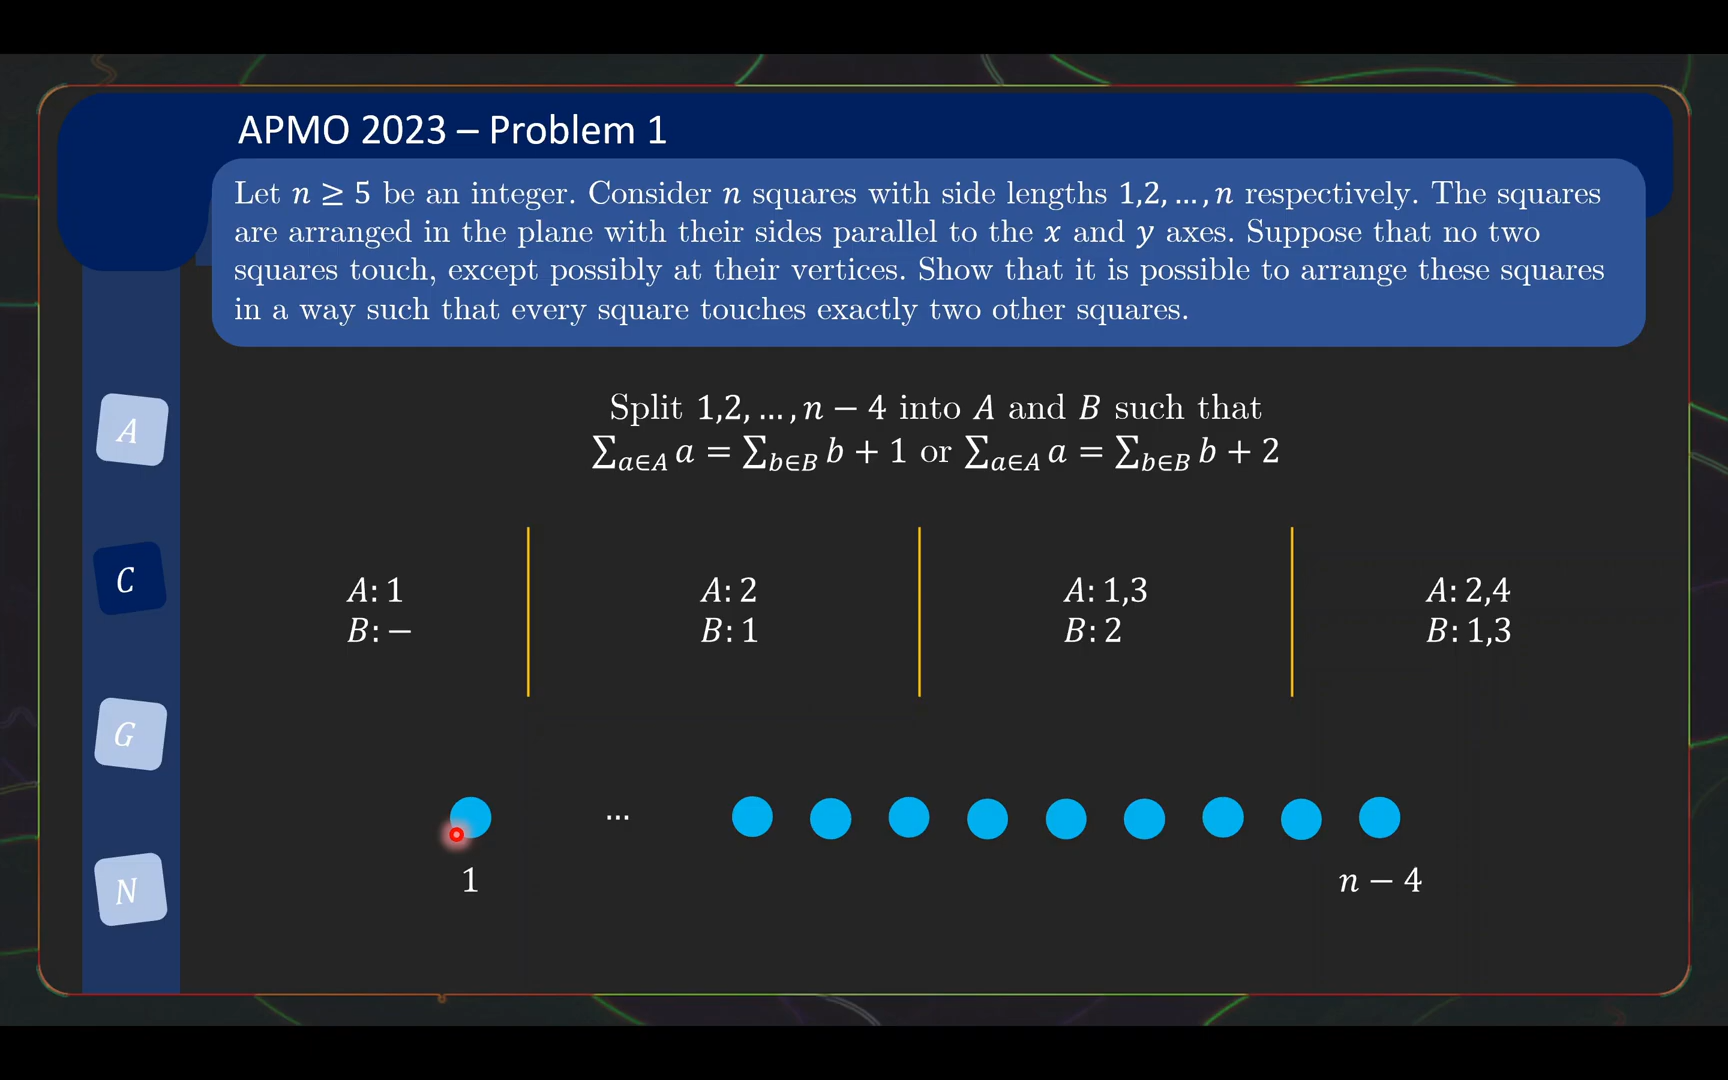 APMO 2023 – Problem 1
Let n ≥ 5 be an integer. Consider n squares with side lengths 1,2, … , n respectively. The squares
are arranged in the plane with their sides parallel to the x and y axes. Suppose that no two
squares touch, except possibly at their vertices. Show that it is possible to arrange these squares
in a way such that every square touches exactly two other squares.
A
C
G
N
Split 1,2, … , n − 4 into A and B such that
∑a∈A a = ∑b∈B b + 1 or ∑a∈A a = ∑b∈B b + 2
A: 1
B: −
A: 2
B: 1
A: 1,3
B: 2
A: 2,4
B: 1,3
…
1
n − 4